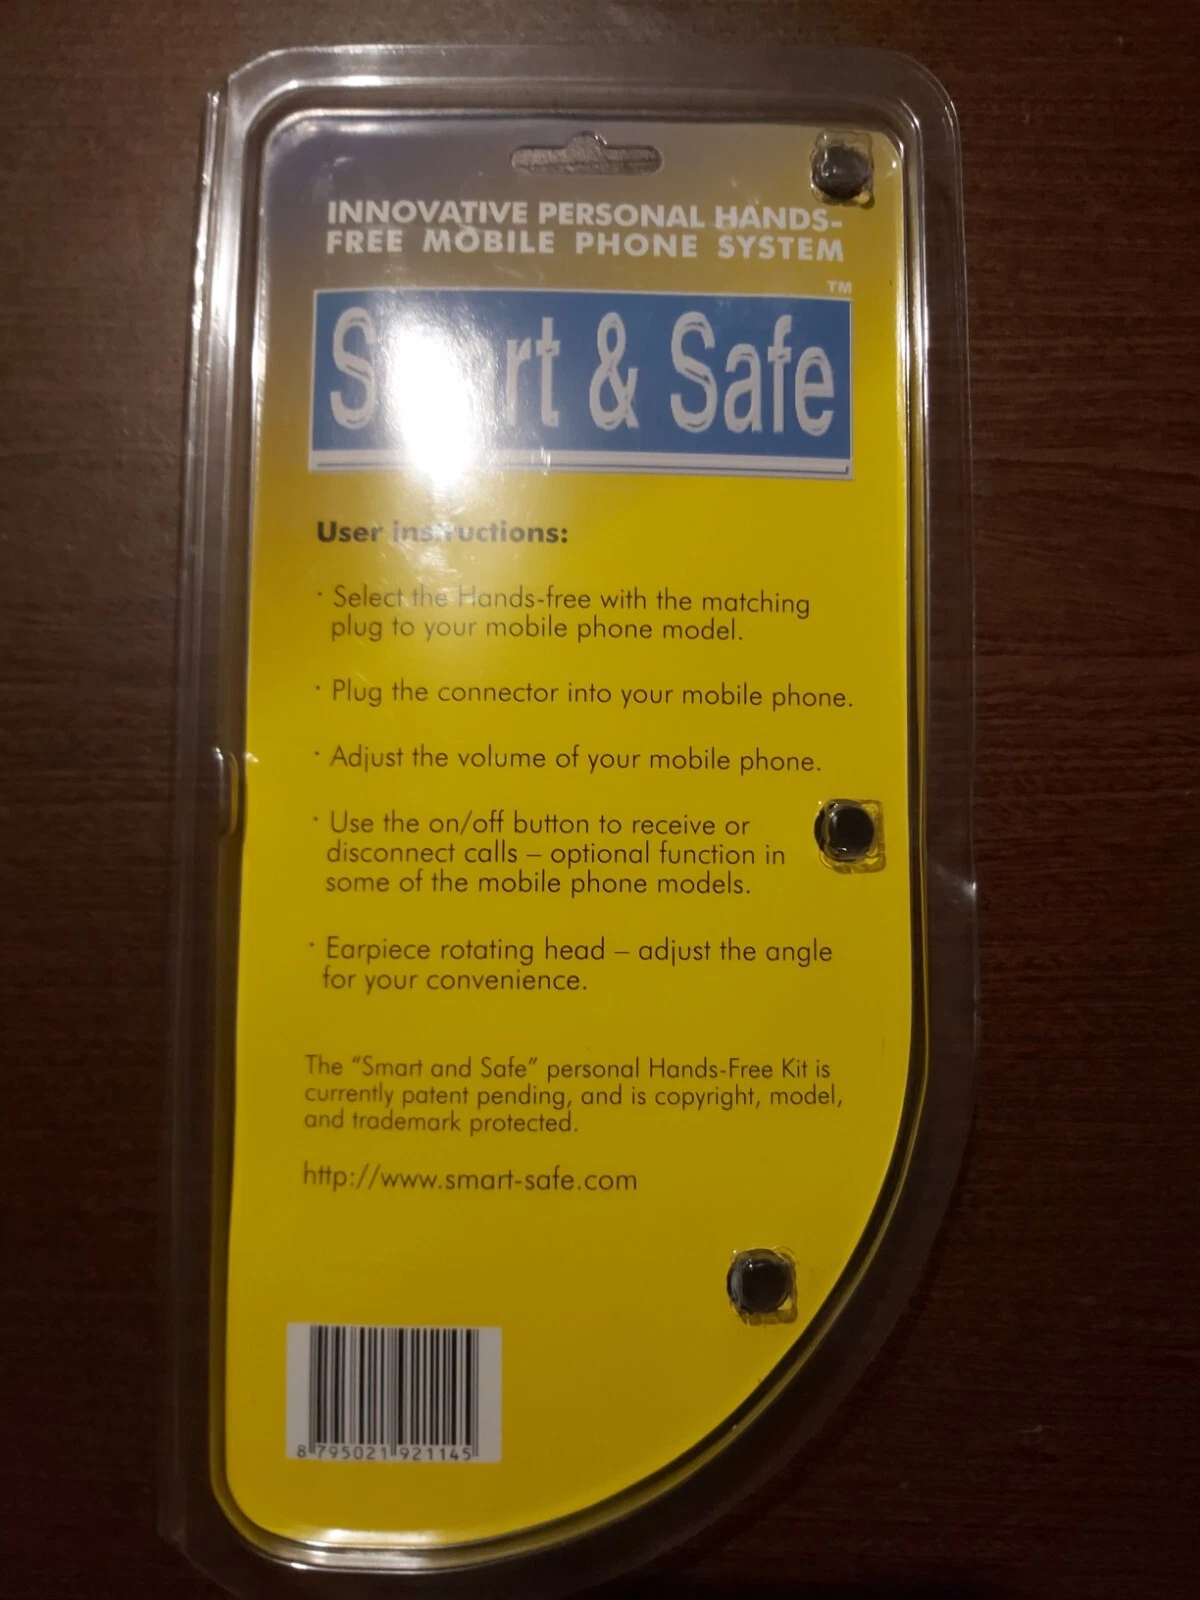 INNOVATIVE PERSONAL HANDS-
FREE MOBILE PHONE SYSTEM
TM
Smart & Safe
User instructions:
· Select the Hands-free with the matching
plug to your mobile phone model.
· Plug the connector into your mobile phone.
· Adjust the volume of your mobile phone.
· Use the on/off button to receive or
disconnect calls – optional function in
some of the mobile phone models.
· Earpiece rotating head – adjust the angle
for your convenience.
The “Smart and Safe” personal Hands-Free Kit is
currently patent pending, and is copyright, model,
and trademark protected.
http://www.smart-safe.com
8 795021 921145